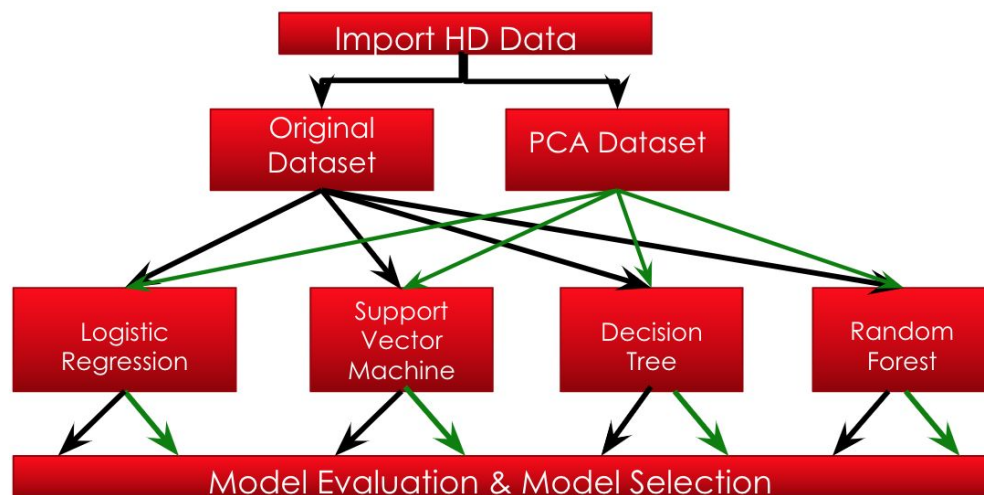 Import HD Data
Original
Dataset
PCA Dataset
Logistic
Regression
Support
Vector
Machine
Decision
Tree
Random
Forest
Model Evaluation & Model Selection